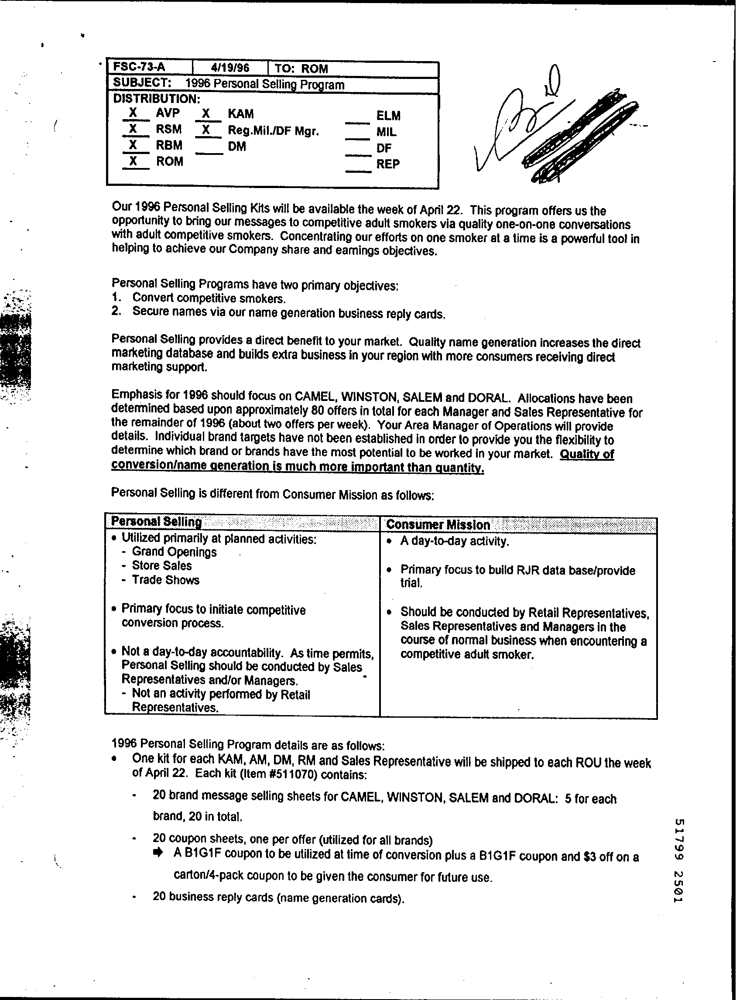 FSC-73-A 4/19/96 TO: ROM
SUBJECT: 1996 Personal Selling Program
DISTRIBUTION:
X AVP X KAM ELM
X RSM X Reg.Mil./DF Mgr. MIL
X RBM DM DF
X ROM REP
Our 1996 Personal Selling Kits will be available the week of April 22. This program offers us the
opportunity to bring our messages to competitive adult smokers via quality one-on-one conversations
with adult competitive smokers. Concentrating our efforts on one smoker at a time is a powerful tool in
helping to achieve our Company share and earnings objectives.
Personal Selling Programs have two primary objectives:
1. Convert competitive smokers.
2. Secure names via our name generation business reply cards.
Personal Selling provides a direct benefit to your market. Quality name generation increases the direct
marketing database and builds extra business in your region with more consumers receiving direct
marketing support.
Emphasis for 1996 should focus on CAMEL, WINSTON, SALEM and DORAL. Allocations have been
determined based upon approximately 80 offers in total for each Manager and Sales Representative for
the remainder of 1996 (about two offers per week). Your Area Manager of Operations will provide
details. Individual brand targets have not been established in order to provide you the flexibility to
determine which brand or brands have the most potential to be worked in your market. Quality of
conversion/name generation is much more important than quantity.
Personal Selling is different from Consumer Mission as follows:
Personal Selling
• Utilized primarily at planned activities:
- Grand Openings
- Store Sales
- Trade Shows
• Primary focus to initiate competitive
conversion process.
• Not a day-to-day accountability. As time permits,
Personal Selling should be conducted by Sales
Representatives and/or Managers.
- Not an activity performed by Retail
Representatives.
Consumer Mission
• A day-to-day activity.
• Primary focus to build RJR data base/provide
trial.
• Should be conducted by Retail Representatives,
Sales Representatives and Managers in the
course of normal business when encountering a
competitive adult smoker.
1996 Personal Selling Program details are as follows:
• One kit for each KAM, AM, DM, RM and Sales Representative will be shipped to each ROU the week
of April 22. Each kit (Item #511070) contains:
- 20 brand message selling sheets for CAMEL, WINSTON, SALEM and DORAL: 5 for each
brand, 20 in total.
- 20 coupon sheets, one per offer (utilized for all brands)
➔ A B1G1F coupon to be utilized at time of conversion plus a B1G1F coupon and $3 off on a
carton/4-pack coupon to be given the consumer for future use.
- 20 business reply cards (name generation cards).
51799 2501